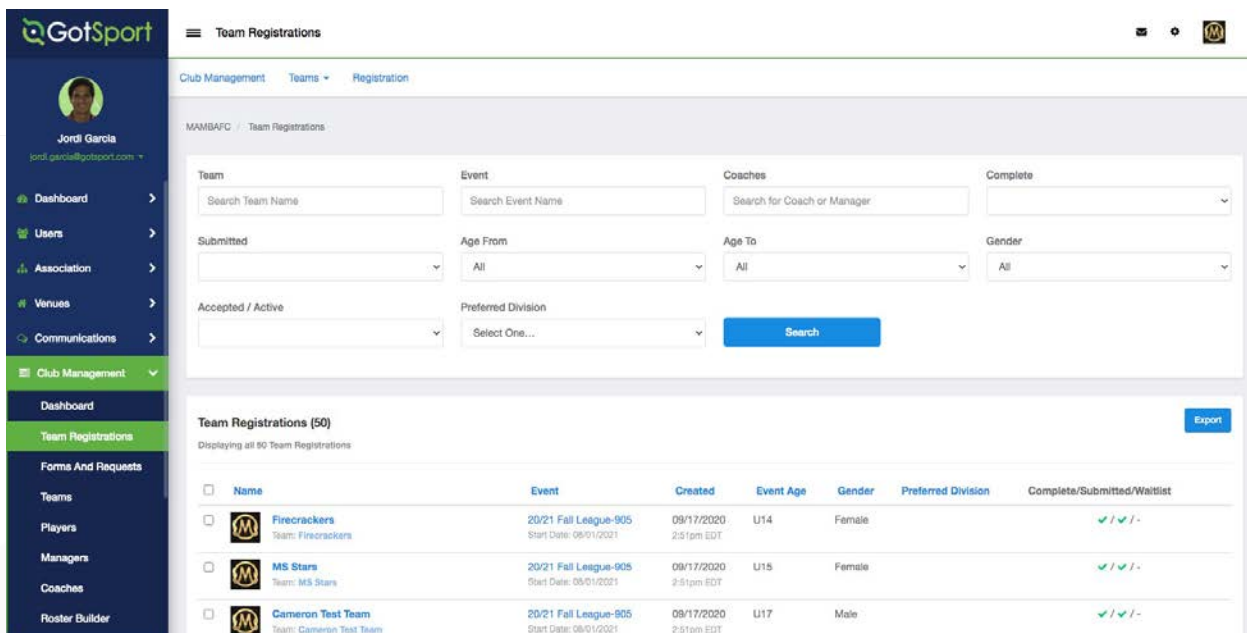 GotSport
Team Registrations
Club Management Teams Registration
Jordi Garcia
jordi.garcia@gotsport.com
MAMBAFC / Team Registrations
Dashboard
Users
Association
Venues
Communications
Club Management
Dashboard
Team Registrations
Forms And Requests
Teams
Players
Managers
Coaches
Roster Builder
Team Event Coaches Complete
Search Team Name Search Event Name Search for Coach or Manager
Submitted Age From Age To Gender
All All All
Accepted / Active Preferred Division
Select One... Search
Team Registrations (50) Export
Displaying all 50 Team Registrations
Name Event Created Event Age Gender Preferred Division Complete/Submitted/Waitlist
Firecrackers 20/21 Fall League-905 09/17/2020 U14 Female ✓ / ✓ / -
Team: Firecrackers Start Date: 08/01/2021 2:51pm EDT
MS Stars 20/21 Fall League-905 09/17/2020 U15 Female ✓ / ✓ / -
Team: MS Stars Start Date: 08/01/2021 2:51pm EDT
Cameron Test Team 20/21 Fall League-905 09/17/2020 U17 Male ✓ / ✓ / -
Team: Cameron Test Team Start Date: 08/01/2021 2:51pm EDT